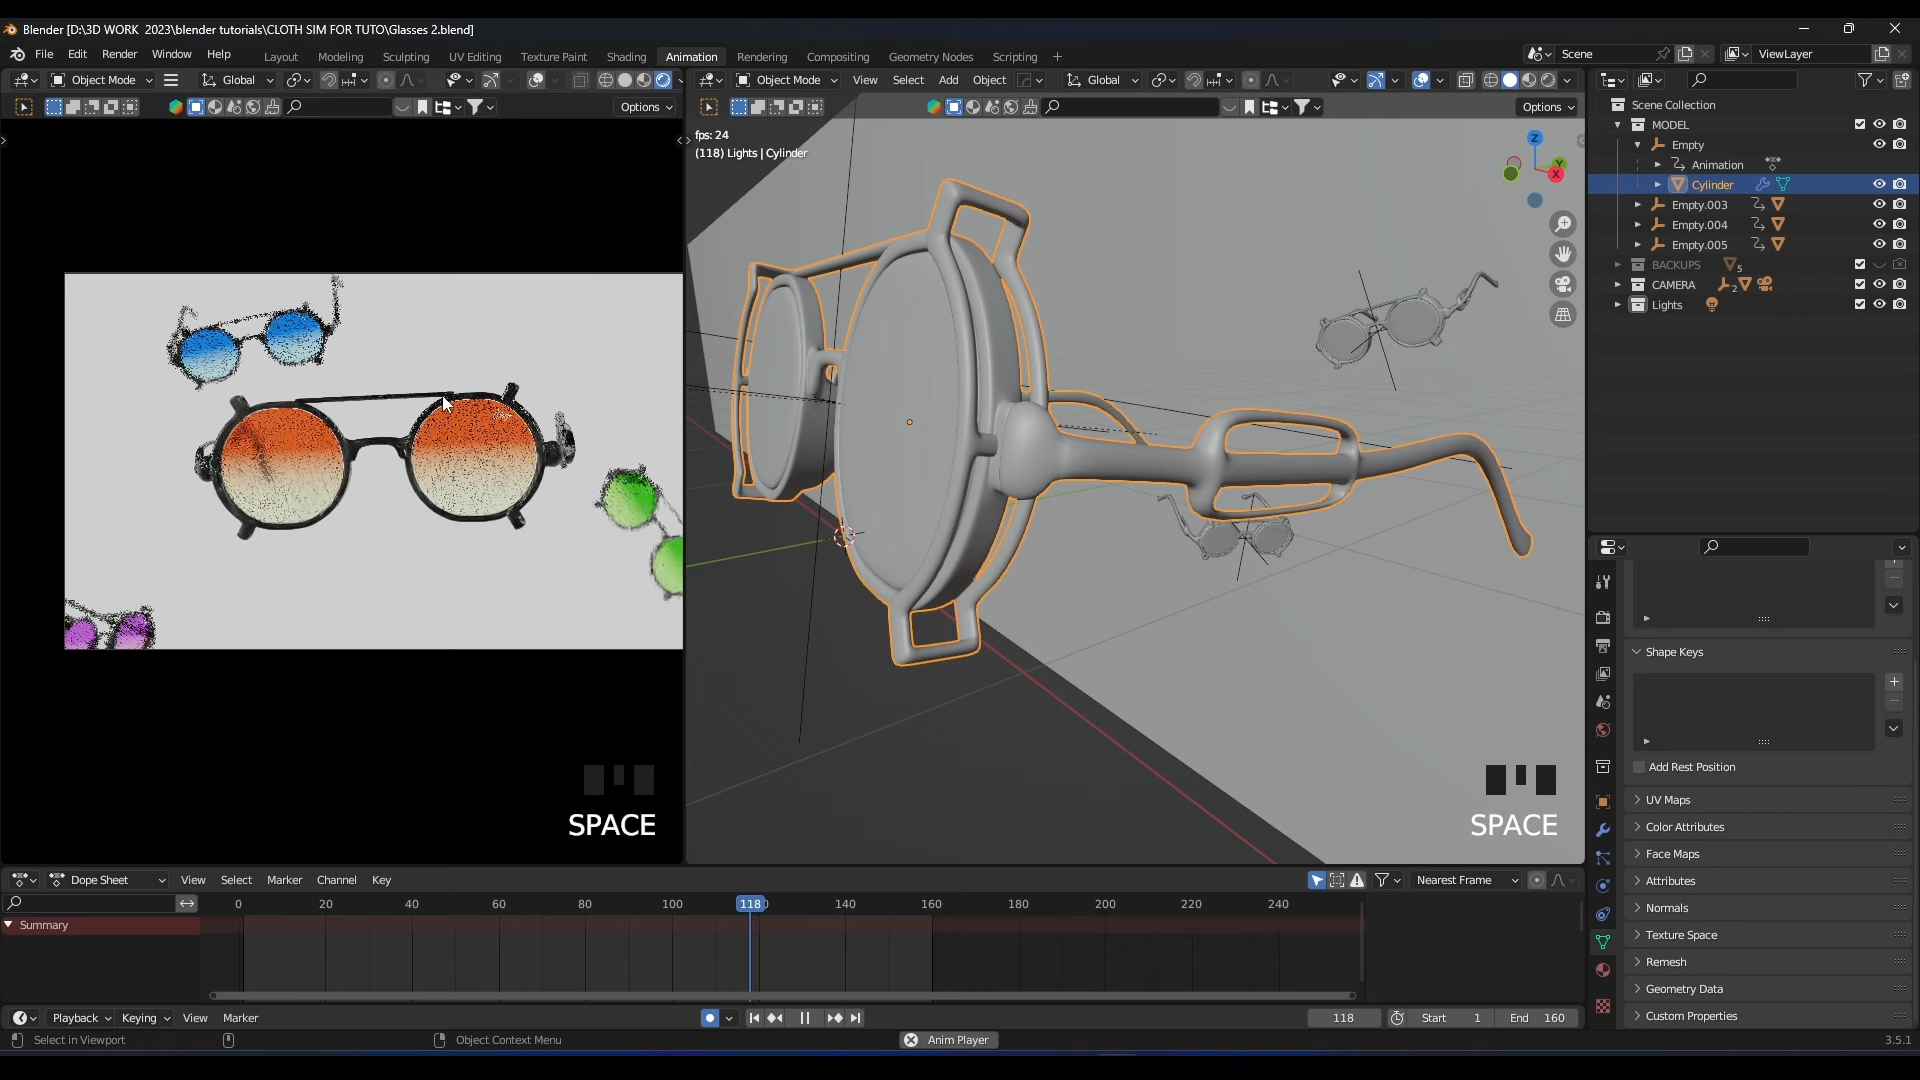 Blender [D:\3D WORK 2023\blender tutorials\CLOTH SIM FOR TUTO\Glasses 2.blend]
File Edit Render Window Help Layout Modeling Sculpting UV Editing Texture Paint Shading Animation Rendering Compositing Geometry Nodes Scripting + Scene ViewLayer
Object Mode Global Object Mode View Select Add Object Global
Options Options
fps: 24
(118) Lights | Cylinder
Z
Y
X
Scene Collection
MODEL
Empty
Animation
Cylinder
Empty.003
Empty.004
Empty.005
BACKUPS 5
CAMERA 2
Lights
Shape Keys
Add Rest Position
UV Maps
Color Attributes
Face Maps
Attributes
Normals
Texture Space
Remesh
Geometry Data
Custom Properties
SPACE SPACE
Dope Sheet View Select Marker Channel Key Nearest Frame
0 20 40 60 80 100 118 140 160 180 200 220 240
Summary
Playback Keying View Marker 118 Start 1 End 160
Select in Viewport Object Context Menu Anim Player 3.5.1